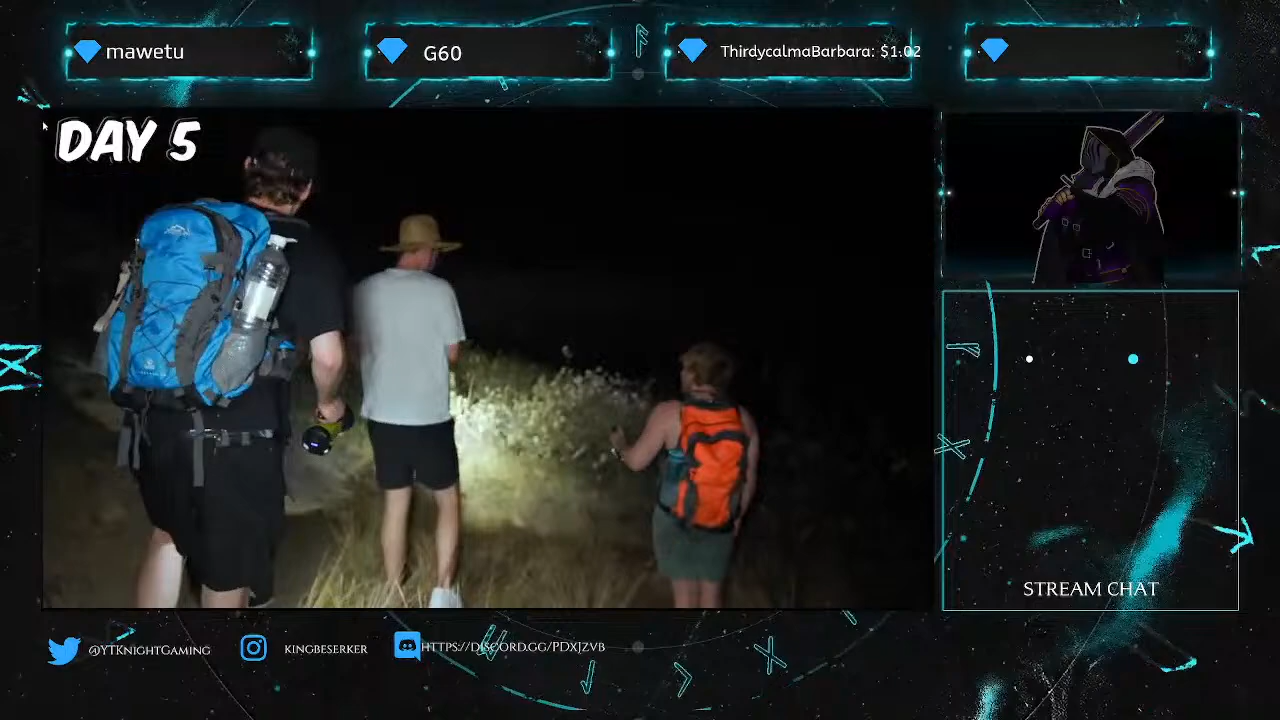 mawetu
G60
ThirdycalmaBarbara: $1.02
DAY 5
STREAM CHAT
@YTKnightGaming
kingbeserker
https://discord.gg/PDXJZVB